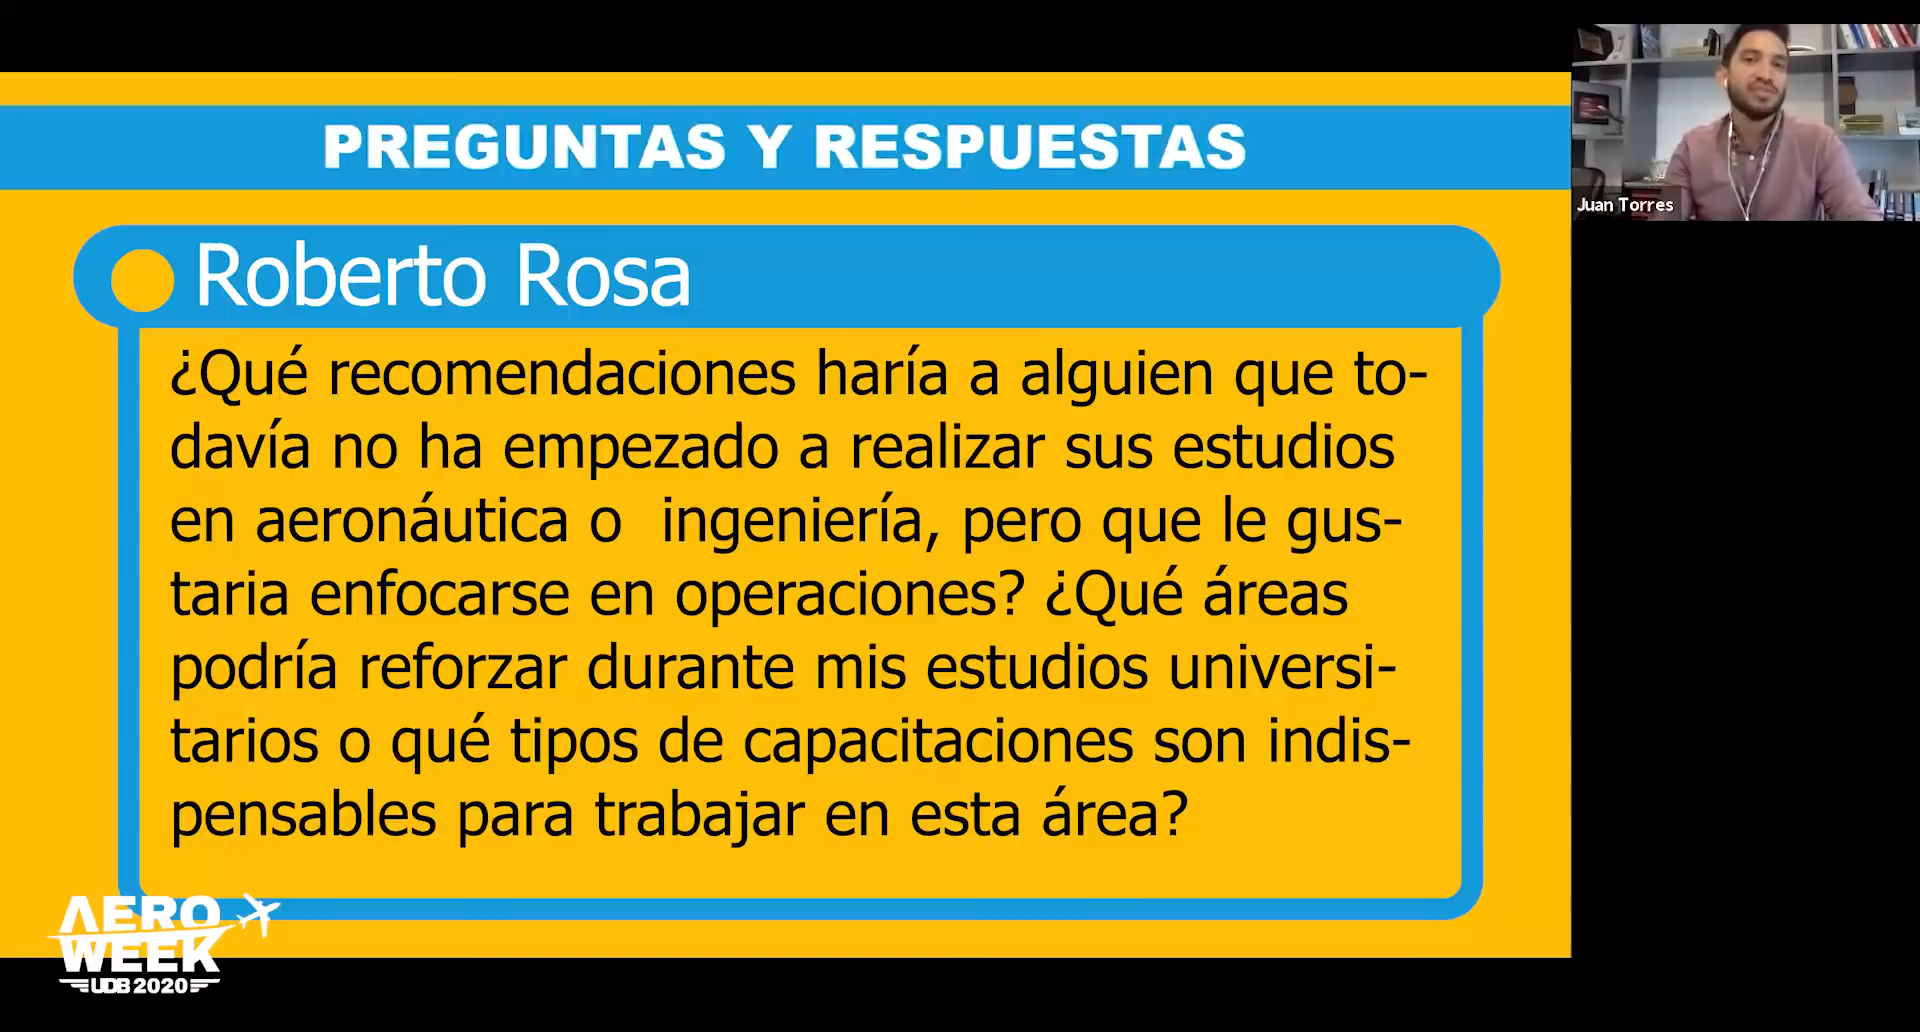 PREGUNTAS Y RESPUESTAS
Juan Torres
Roberto Rosa
¿Qué recomendaciones haría a alguien que to-
davía no ha empezado a realizar sus estudios
en aeronáutica o  ingeniería, pero que le gus-
taria enfocarse en operaciones? ¿Qué áreas
podría reforzar durante mis estudios universi-
tarios o qué tipos de capacitaciones son indis-
pensables para trabajar en esta área?
AERO
WEEK
UDB 2020